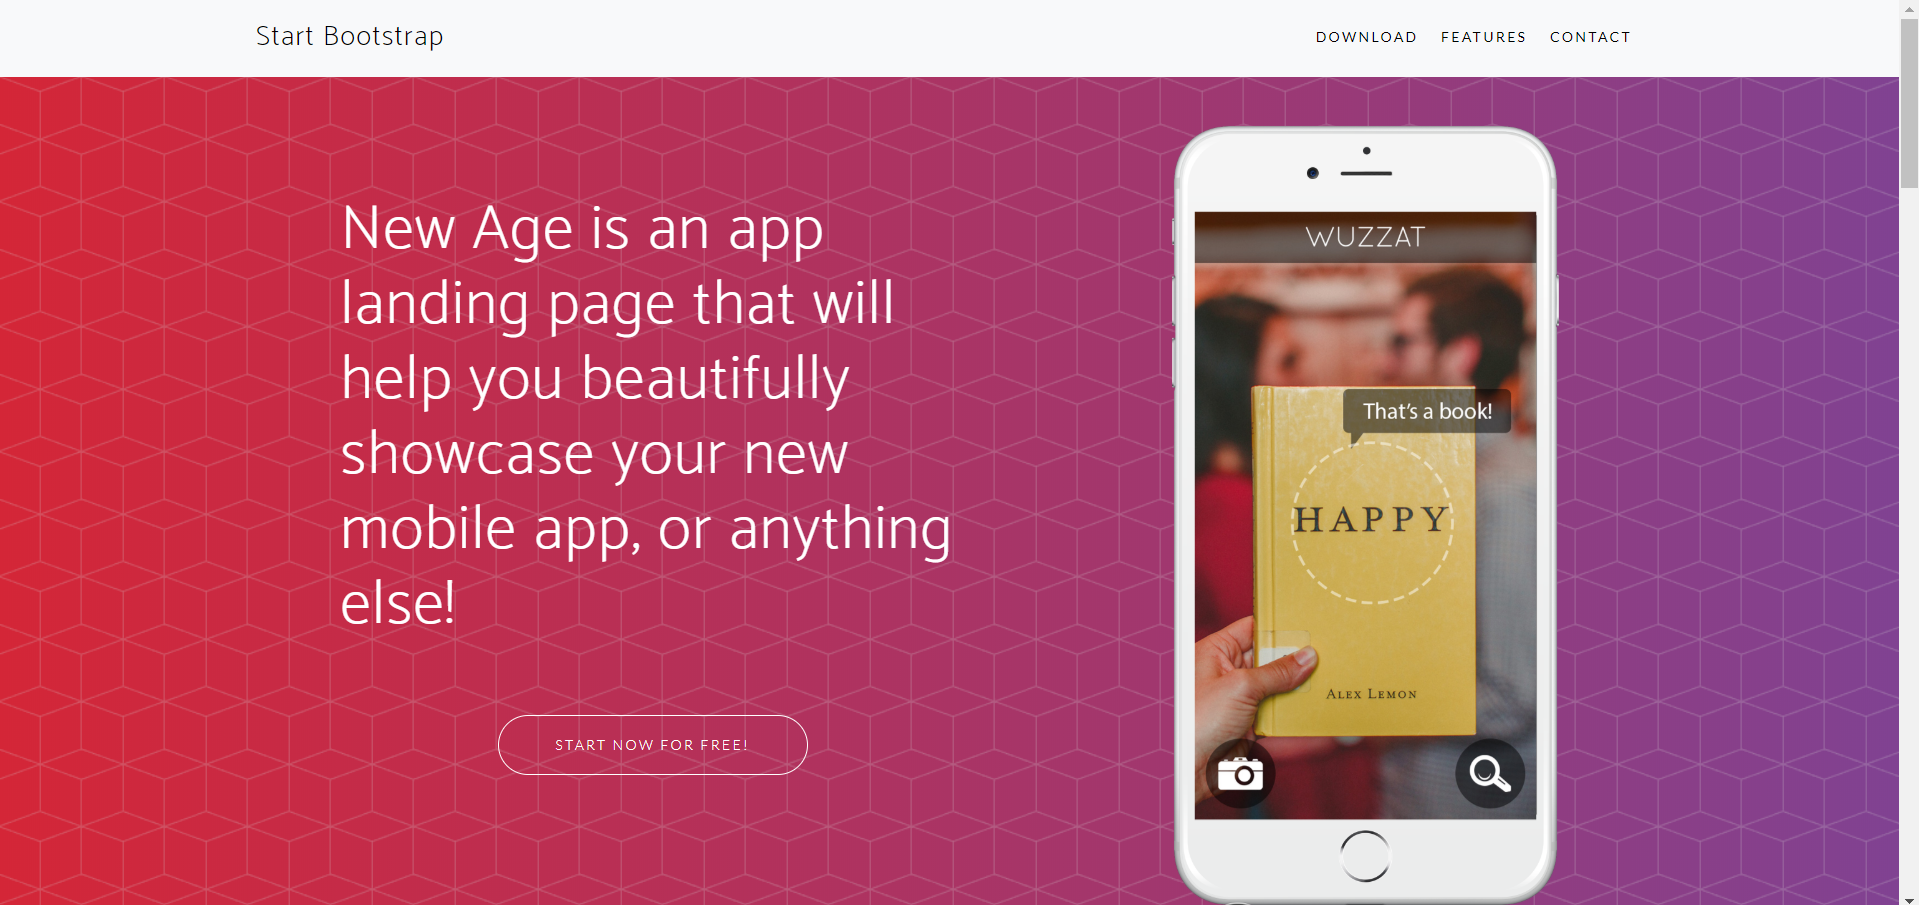 Start Bootstrap
DOWNLOAD FEATURES CONTACT
New Age is an app
landing page that will
help you beautifully
showcase your new
mobile app, or anything
else!
START NOW FOR FREE!
WUZZAT
That's a book!
HAPPY
ALEX LEMON